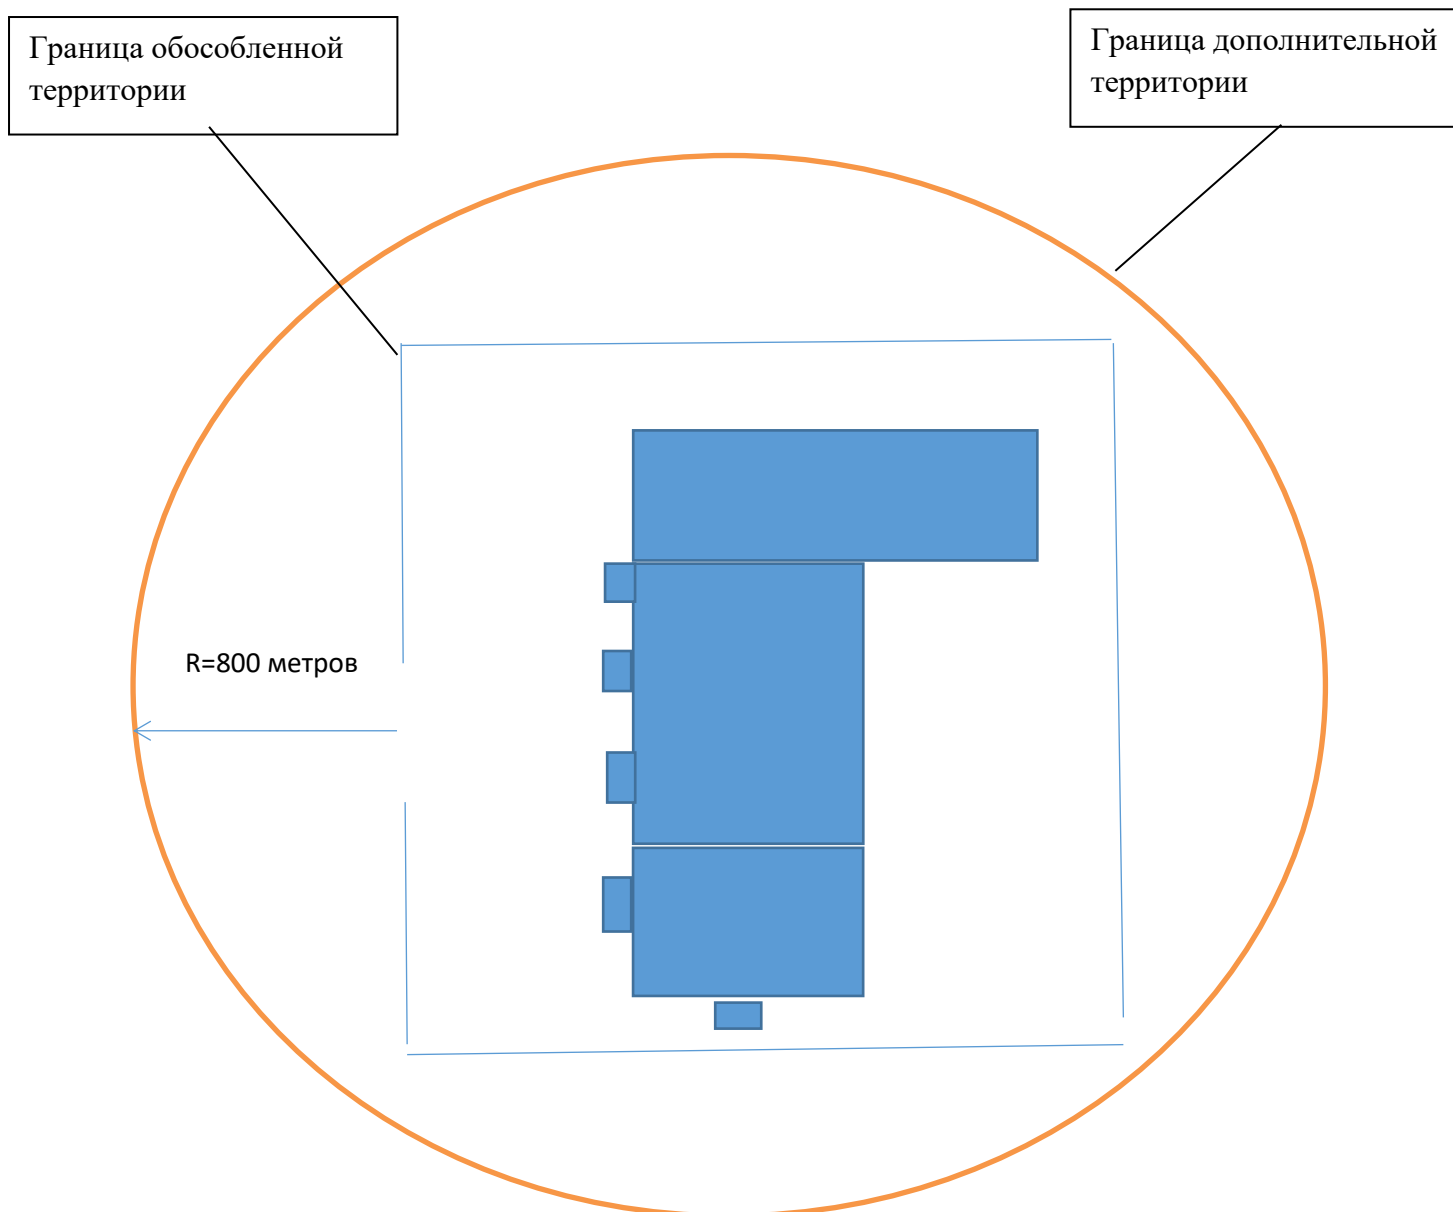 Граница обособленной
территории
Граница дополнительной
территории
R=800 метров